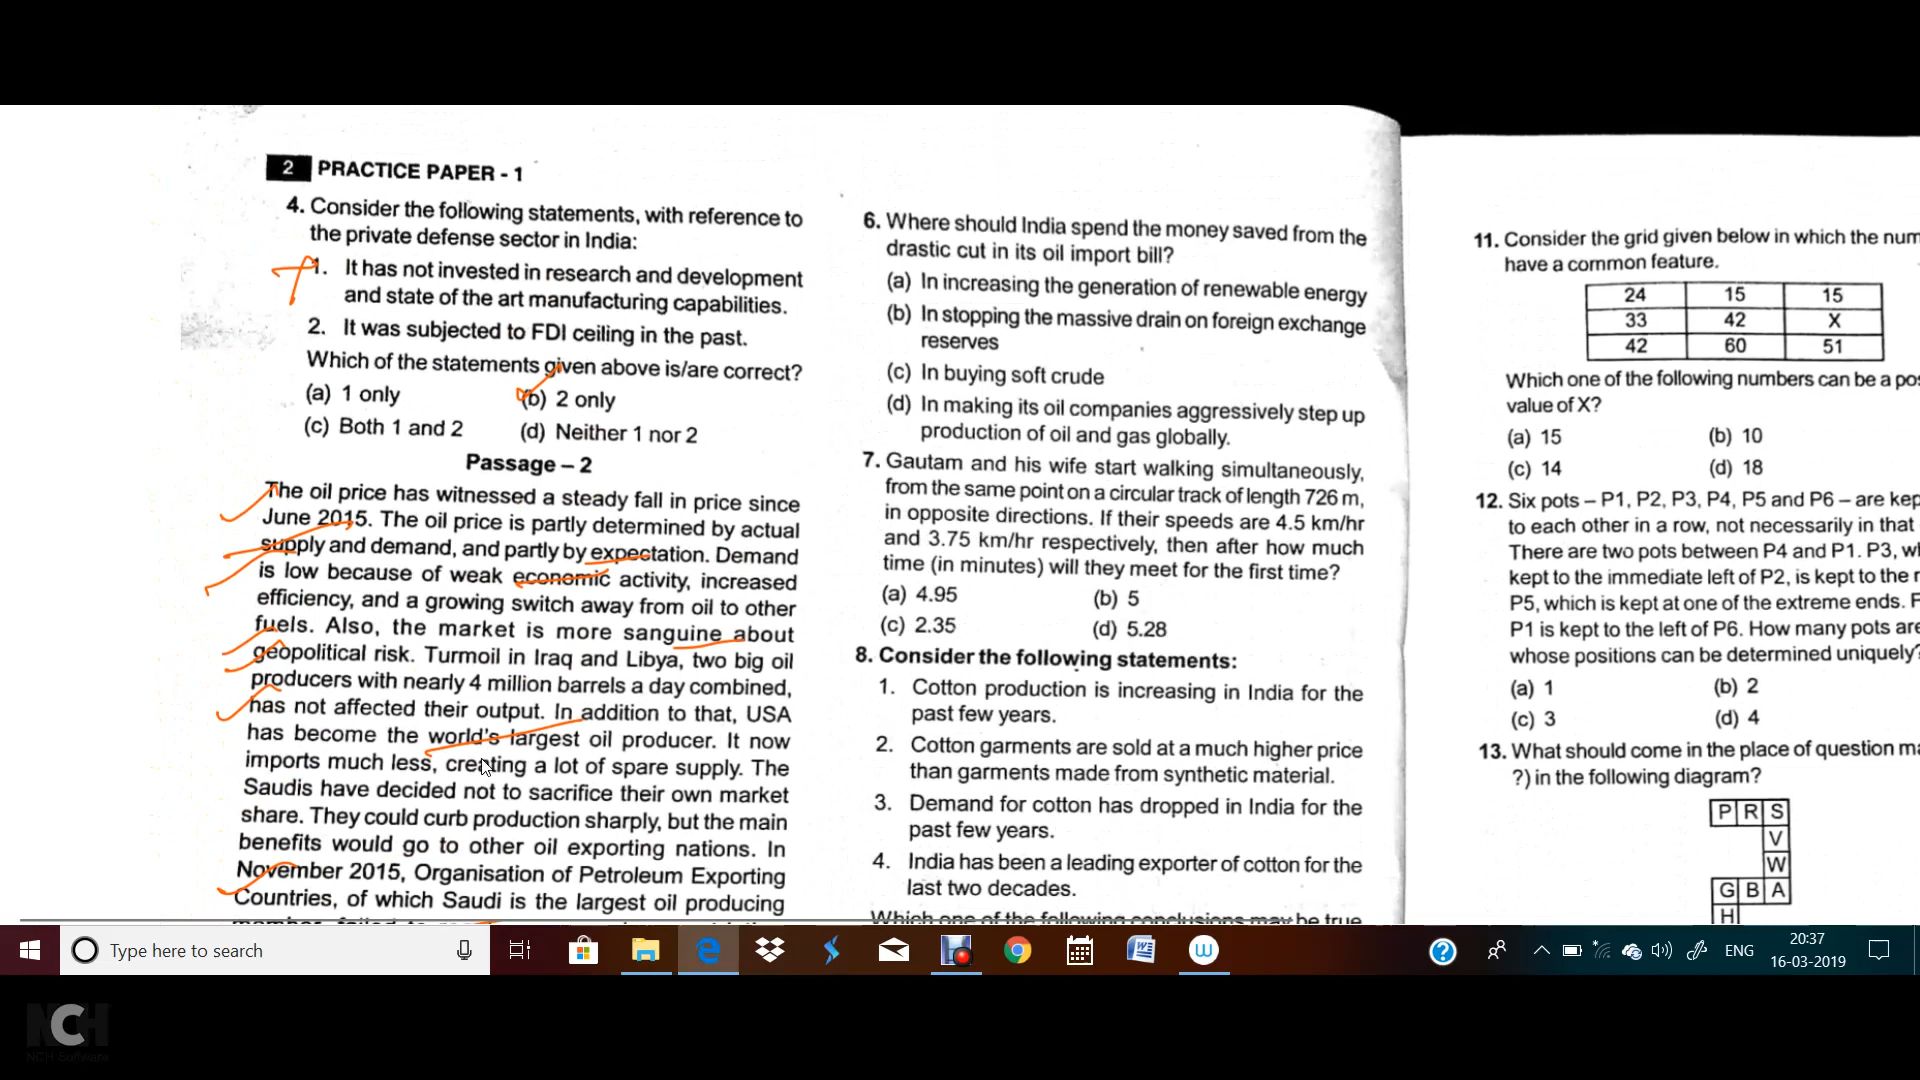 2 PRACTICE PAPER - 1
4. Consider the following statements, with reference to
the private defense sector in India:
1. It has not invested in research and development
and state of the art manufacturing capabilities.
2. It was subjected to FDI ceiling in the past.
Which of the statements given above is/are correct?
(a) 1 only (b) 2 only
(c) Both 1 and 2 (d) Neither 1 nor 2
Passage – 2
The oil price has witnessed a steady fall in price since
June 2015. The oil price is partly determined by actual
supply and demand, and partly by expectation. Demand
is low because of weak economic activity, increased
efficiency, and a growing switch away from oil to other
fuels. Also, the market is more sanguine about
geopolitical risk. Turmoil in Iraq and Libya, two big oil
producers with nearly 4 million barrels a day combined,
has not affected their output. In addition to that, USA
has become the world's largest oil producer. It now
imports much less, creating a lot of spare supply. The
Saudis have decided not to sacrifice their own market
share. They could curb production sharply, but the main
benefits would go to other oil exporting nations. In
November 2015, Organisation of Petroleum Exporting
Countries, of which Saudi is the largest oil producing
6. Where should India spend the money saved from the
drastic cut in its oil import bill?
(a) In increasing the generation of renewable energy
(b) In stopping the massive drain on foreign exchange
reserves
(c) In buying soft crude
(d) In making its oil companies aggressively step up
production of oil and gas globally.
7. Gautam and his wife start walking simultaneously,
from the same point on a circular track of length 726 m,
in opposite directions. If their speeds are 4.5 km/hr
and 3.75 km/hr respectively, then after how much
time (in minutes) will they meet for the first time?
(a) 4.95 (b) 5
(c) 2.35 (d) 5.28
8. Consider the following statements:
1. Cotton production is increasing in India for the
past few years.
2. Cotton garments are sold at a much higher price
than garments made from synthetic material.
3. Demand for cotton has dropped in India for the
past few years.
4. India has been a leading exporter of cotton for the
last two decades.
Which one of the following conclusions may be true
11. Consider the grid given below in which the num
have a common feature.
24 15 15
33 42 X
42 60 51
Which one of the following numbers can be a pos
value of X?
(a) 15 (b) 10
(c) 14 (d) 18
12. Six pots – P1, P2, P3, P4, P5 and P6 – are kep
to each other in a row, not necessarily in that
There are two pots between P4 and P1. P3, wh
kept to the immediate left of P2, is kept to the r
P5, which is kept at one of the extreme ends. F
P1 is kept to the left of P6. How many pots are
whose positions can be determined uniquely?
(a) 1 (b) 2
(c) 3 (d) 4
13. What should come in the place of question ma
?) in the following diagram?
P R S
V
W
G B A
H
Type here to search
ENG
20:37
16-03-2019
NCH
NCH Software